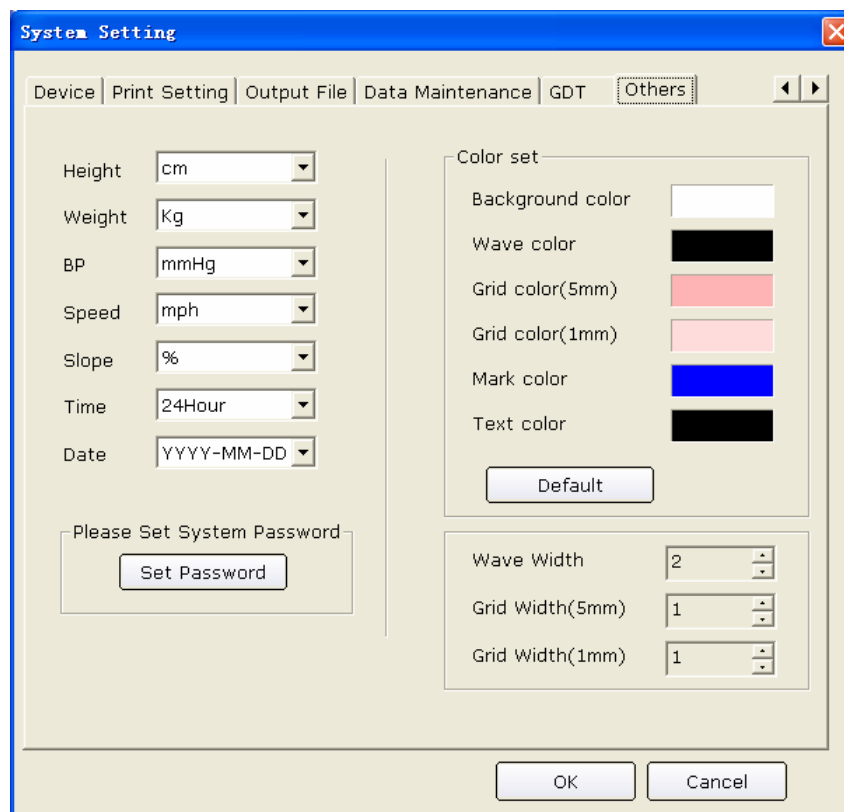 System Setting
Device Print Setting Output File Data Maintenance GDT Others
Height cm
Weight Kg
BP mmHg
Speed mph
Slope %
Time 24Hour
Date YYYY-MM-DD
Please Set System Password
Set Password
Color set
Background color
Wave color
Grid color(5mm)
Grid color(1mm)
Mark color
Text color
Default
Wave Width 2
Grid Width(5mm) 1
Grid Width(1mm) 1
OK Cancel